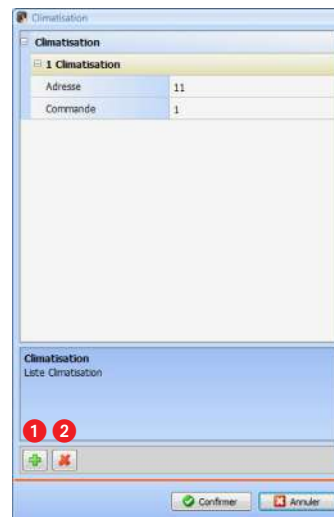 Climatisation
Climatisation
1 Climatisation
Adresse 11
Commande 1
Climatisation
Liste Climatisation
1 2
Confirmer Annuler